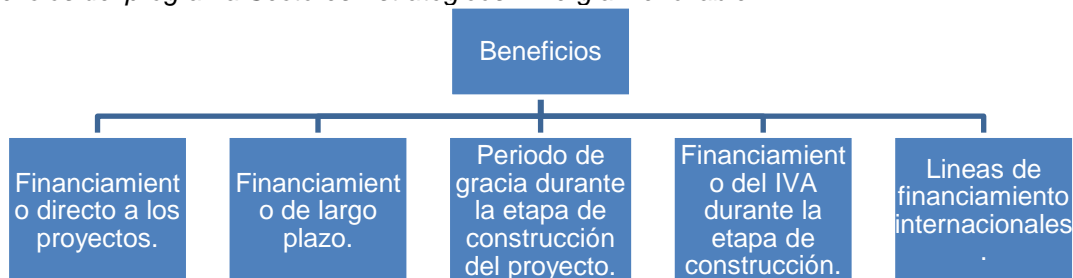 Beneficios
Financiamient
o directo a los
proyectos.
Financiamient
o de largo
plazo.
Periodo de
gracia durante
la etapa de
construcción
del proyecto.
Financiamient
o del IVA
durante la
etapa de
construcción.
Lineas de
financiamiento
internacionales
.